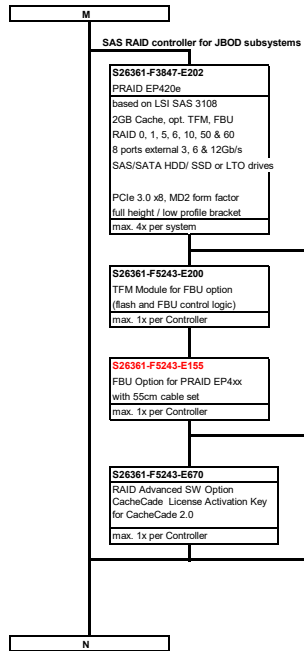 M
SAS RAID controller for JBOD subsystems
S26361-F3847-E202
PRAID EP420e
based on LSI SAS 3108
2GB Cache, opt. TFM, FBU
RAID 0, 1, 5, 6, 10, 50 & 60
8 ports external 3, 6 & 12Gb/s
SAS/SATA HDD/ SSD or LTO drives
PCIe 3.0 x8, MD2 form factor
full height / low profile bracket
max. 4x per system
S26361-F5243-E200
TFM Module for FBU option
(flash and FBU control logic)
max. 1x per Controller
S26361-F5243-E155
FBU Option for PRAID EP4xx
with 55cm cable set
max. 1x per Controller
S26361-F5243-E670
RAID Advanced SW Option
CacheCade License Activation Key
for CacheCade 2.0
max. 1x per Controller
N